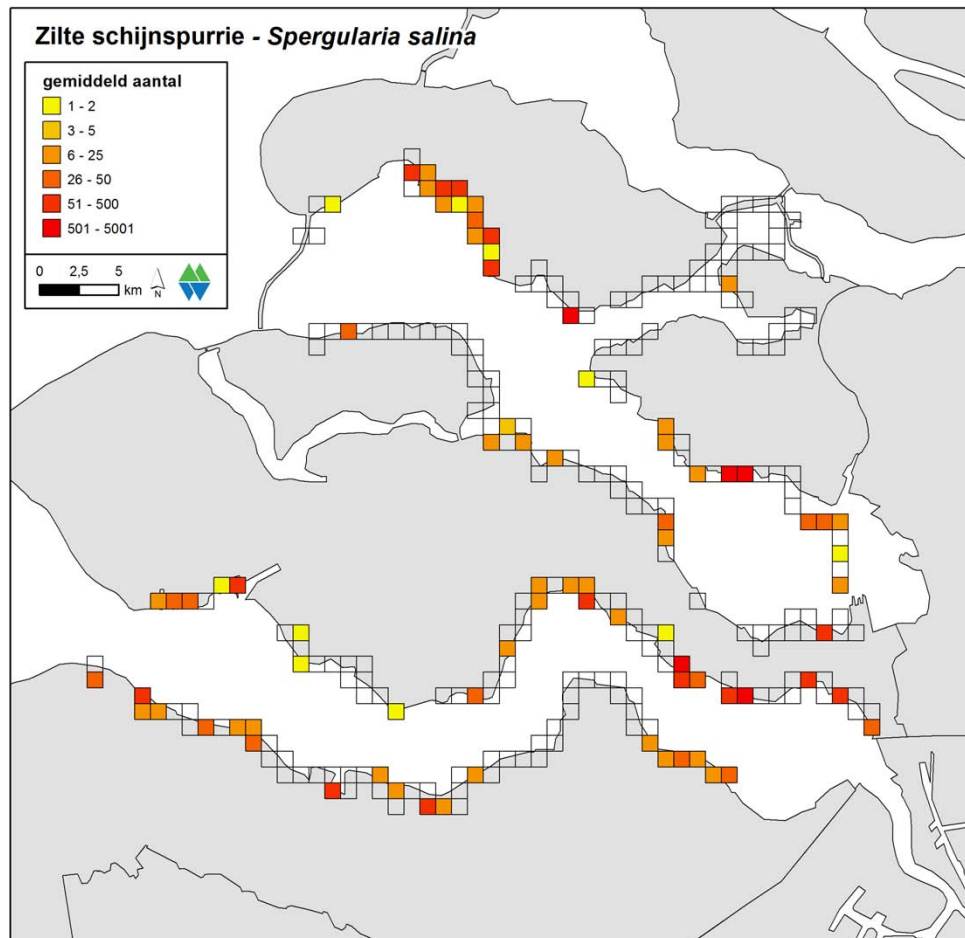 Zilte schijnspurrie - Spergularia salina
gemiddeld aantal
1 - 2
3 - 5
6 - 25
26 - 50
51 - 500
501 - 5001
0 2,5 5
km
N